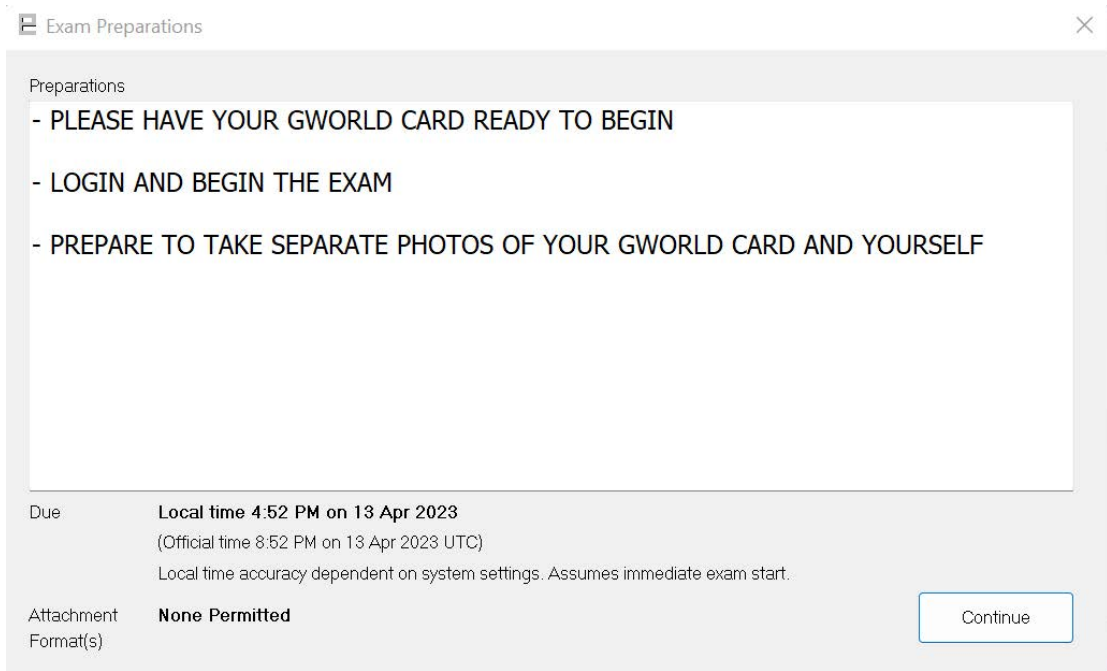 Exam Preparations
Preparations
- PLEASE HAVE YOUR GWORLD CARD READY TO BEGIN
- LOGIN AND BEGIN THE EXAM
- PREPARE TO TAKE SEPARATE PHOTOS OF YOUR GWORLD CARD AND YOURSELF
Due
Local time 4:52 PM on 13 Apr 2023
(Official time 8:52 PM on 13 Apr 2023 UTC)
Local time accuracy dependent on system settings. Assumes immediate exam start.
Attachment
Format(s)
None Permitted
Continue